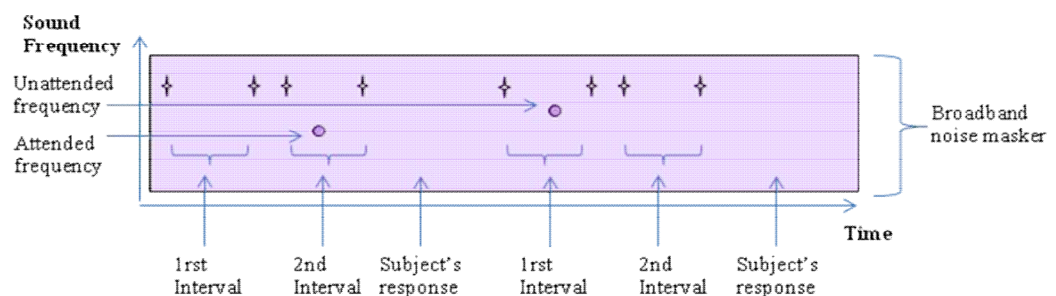 Sound
Frequency
Unattended
frequency
Attended
frequency
Broadband
noise masker
Time
1rst
Interval
2nd
Interval
Subject's
response
1rst
Interval
2nd
Interval
Subject's
response